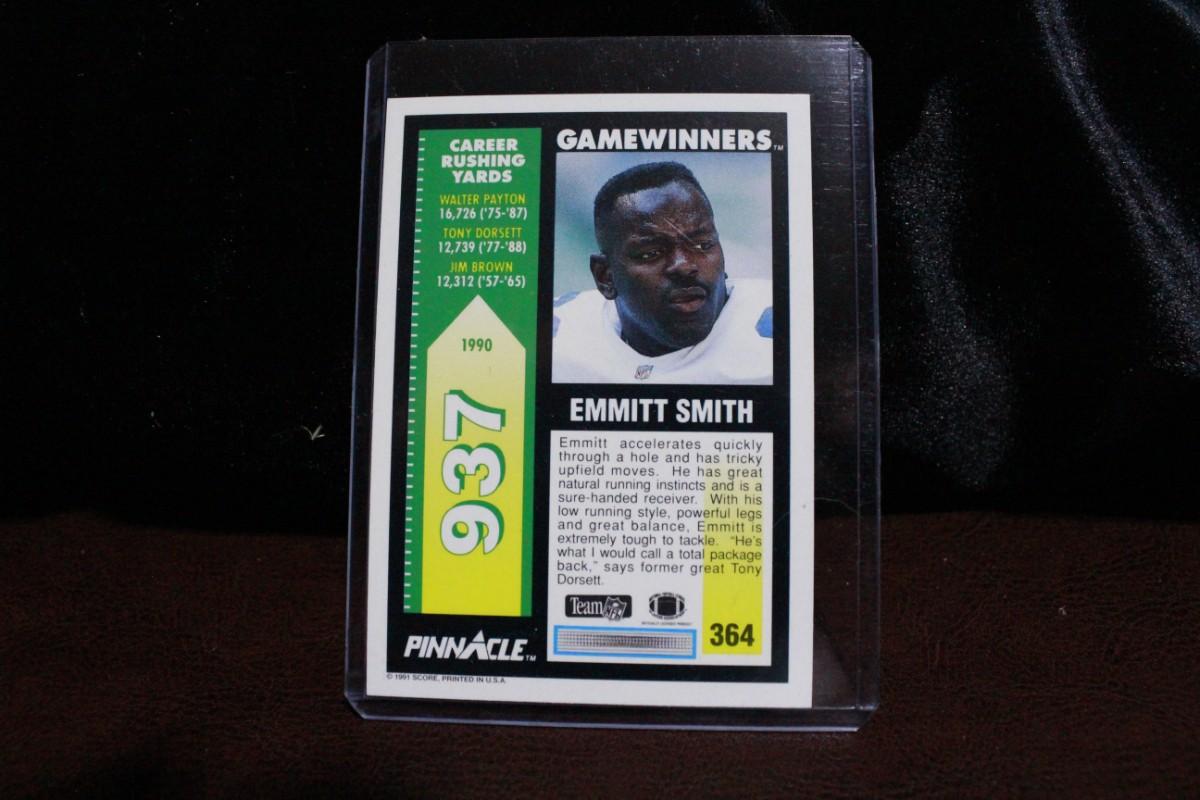 CAREER
RUSHING
YARDS
WALTER PAYTON
16,726 ('75-'87)
TONY DORSETT
12,739 ('77-'88)
JIM BROWN
12,312 ('57-'65)
1990
937
PINNACLE™
© 1991 SCORE, PRINTED IN U.S.A.
GAMEWINNERS™
NFL
EMMITT SMITH
Emmitt accelerates quickly
through a hole and has tricky
upfield moves. He has great
natural running instincts and is a
sure-handed receiver. With his
low running style, powerful legs
and great balance, Emmitt is
extremely tough to tackle. "He's
what I would call a total package
back," says former great Tony
Dorsett.
Team NFL
364